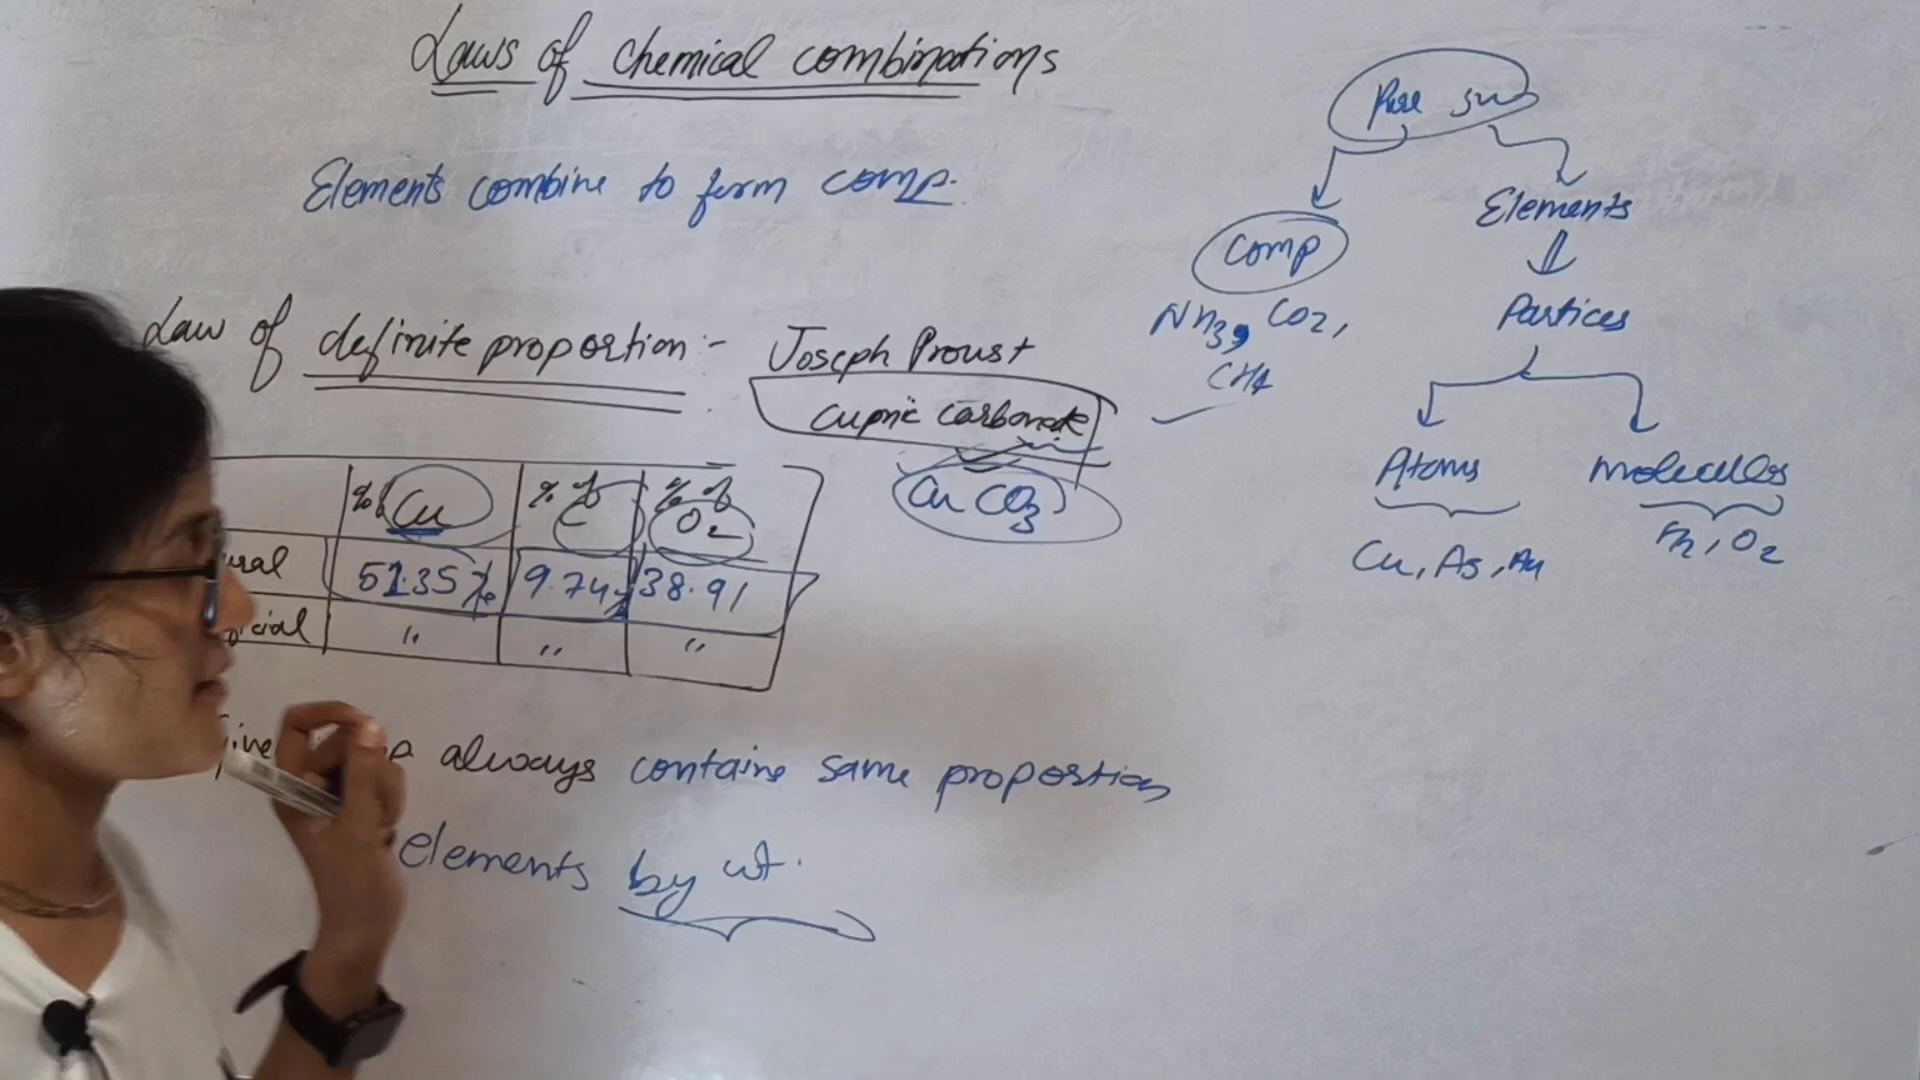 Laws of chemical combinations
Elements combine to form comp.
Law of definite proportion :- Joseph Proust
cupric carbonate
CuCO3
% of Cu % of C % of O2
51.35% 9.74% 38.91
" " "
always contains same proportion
elements by wt.
Pure sub
Comp Elements
NH3, CO2,
CH4
Particles
Atoms molecules
Cu, Ag, Au
H2, O2